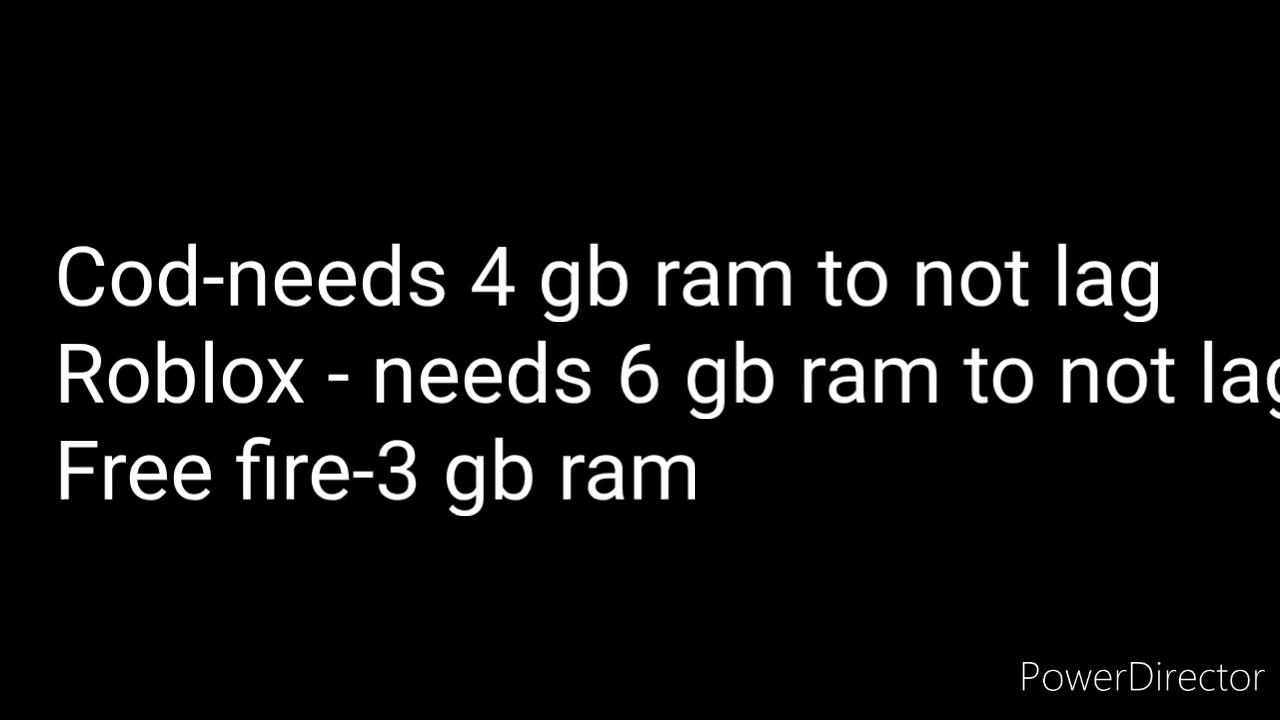 Cod-needs 4 gb ram to not lag
Roblox - needs 6 gb ram to not lag
Free fire-3 gb ram
PowerDirector